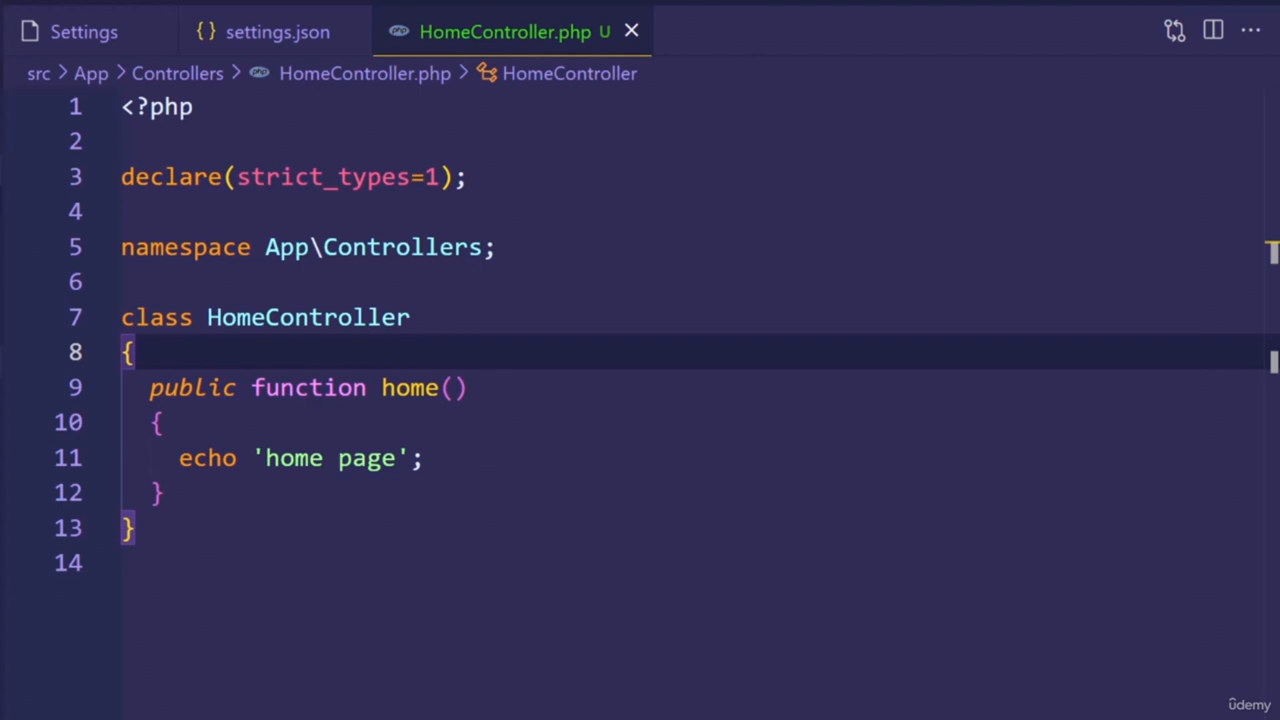 Settings
{} settings.json
HomeController.php U
src > App > Controllers > HomeController.php > HomeController
1 <?php
2
3 declare(strict_types=1);
4
5 namespace App\Controllers;
6
7 class HomeController
8 {
9 public function home()
10 {
11 echo 'home page';
12 }
13 }
14
ûdemy